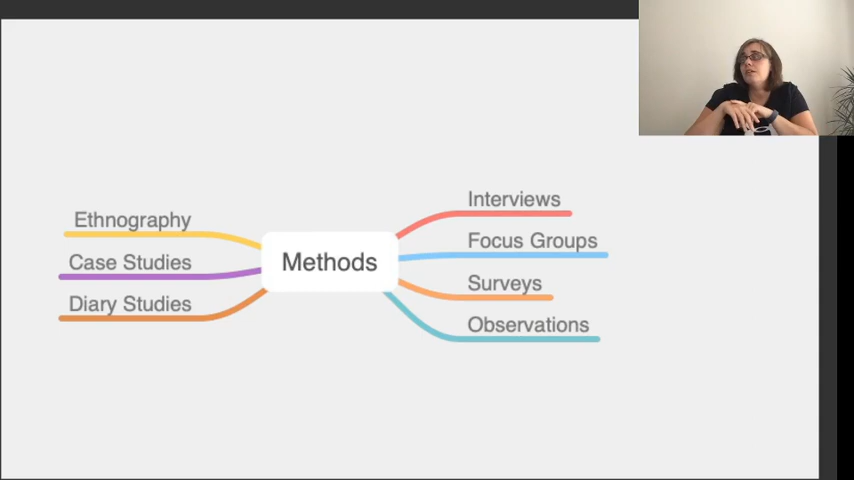 Ethnography
Case Studies
Diary Studies
Methods
Interviews
Focus Groups
Surveys
Observations